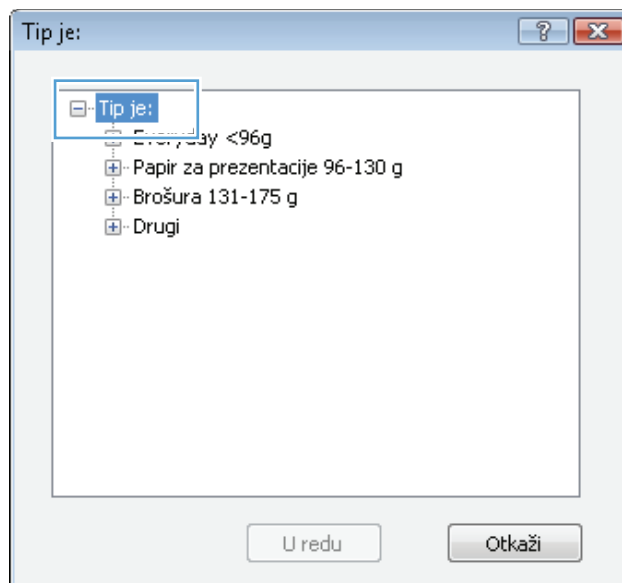 Tip je:
Tip je:
Everyday <96g
Papir za prezentacije 96-130 g
Brošura 131-175 g
Drugi
U redu
Otkaži